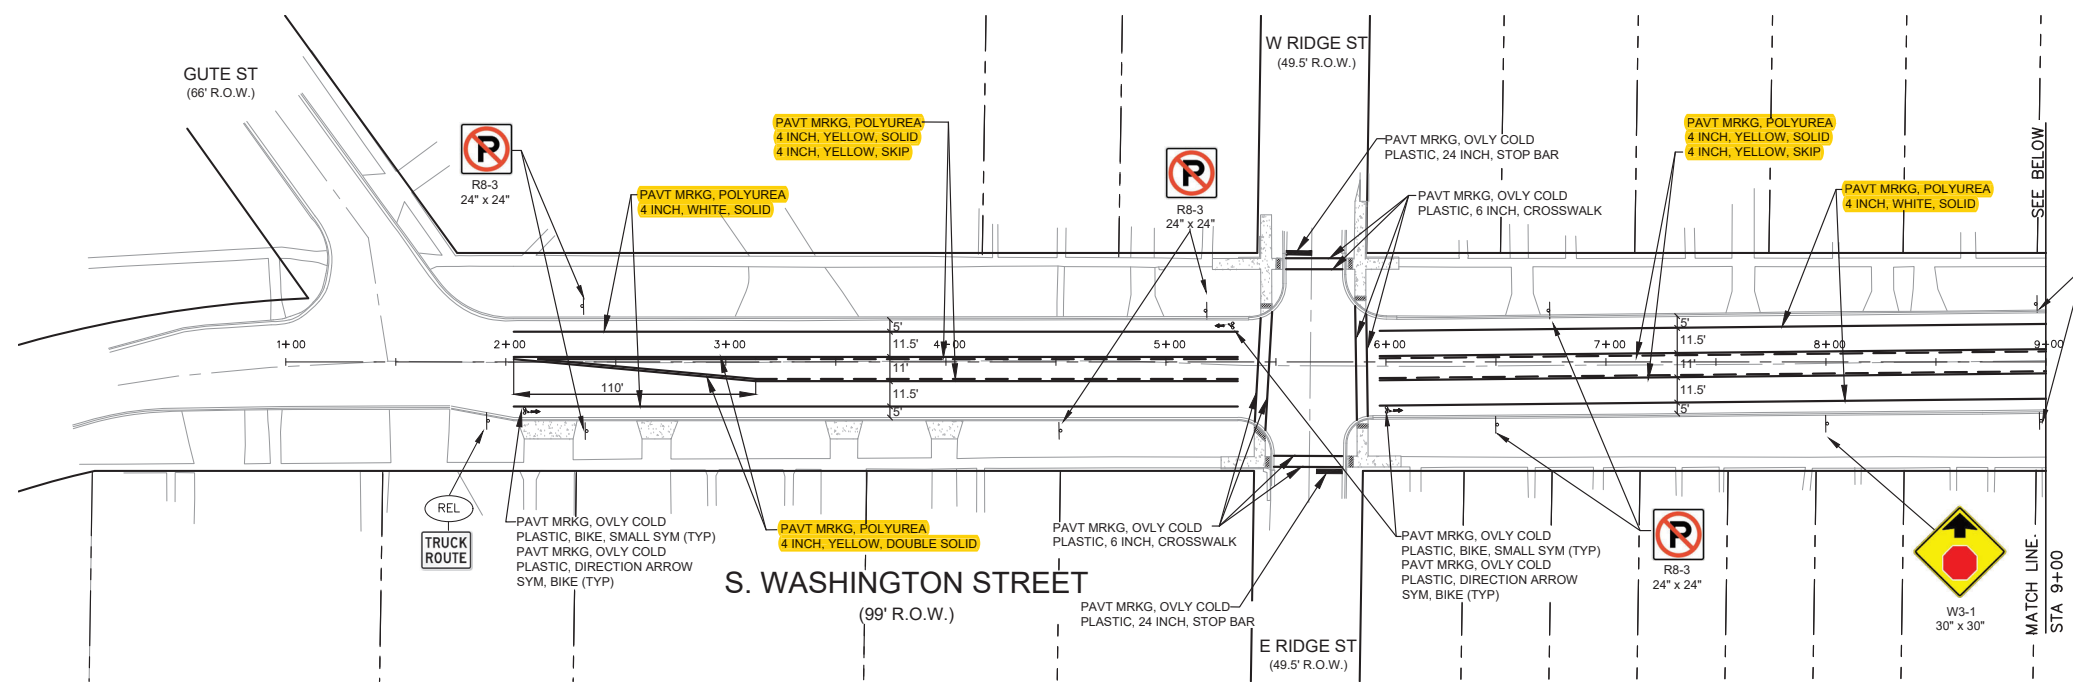 GUTE ST
(66' R.O.W.)
P
R8-3
24" x 24"
PAVT MRKG, POLYUREA
4 INCH, WHITE, SOLID
PAVT MRKG, POLYUREA
4 INCH, YELLOW, SOLID
4 INCH, YELLOW, SKIP
P
R8-3
24" x 24"
W RIDGE ST
(49.5' R.O.W.)
PAVT MRKG, OVLY COLD
PLASTIC, 24 INCH, STOP BAR
PAVT MRKG, OVLY COLD
PLASTIC, 6 INCH, CROSSWALK
PAVT MRKG, POLYUREA
4 INCH, YELLOW, SOLID
4 INCH, YELLOW, SKIP
PAVT MRKG, POLYUREA
4 INCH, WHITE, SOLID
SEE BELOW
1+00
2+00
3+00
4+00
5+00
6+00
7+00
8+00
9+00
5'
11.5'
11'
11.5'
5'
5'
11.5'
11'
11.5'
5'
110'
REL
TRUCK
ROUTE
PAVT MRKG, OVLY COLD
PLASTIC, BIKE, SMALL SYM (TYP)
PAVT MRKG, OVLY COLD
PLASTIC, DIRECTION ARROW
SYM, BIKE (TYP)
PAVT MRKG, POLYUREA
4 INCH, YELLOW, DOUBLE SOLID
S. WASHINGTON STREET
(99' R.O.W.)
PAVT MRKG, OVLY COLD
PLASTIC, 6 INCH, CROSSWALK
PAVT MRKG, OVLY COLD
PLASTIC, 24 INCH, STOP BAR
E RIDGE ST
(49.5' R.O.W.)
PAVT MRKG, OVLY COLD
PLASTIC, BIKE, SMALL SYM (TYP)
PAVT MRKG, OVLY COLD
PLASTIC, DIRECTION ARROW
SYM, BIKE (TYP)
P
R8-3
24" x 24"
W3-1
30" x 30"
MATCH LINE.
STA 9+00